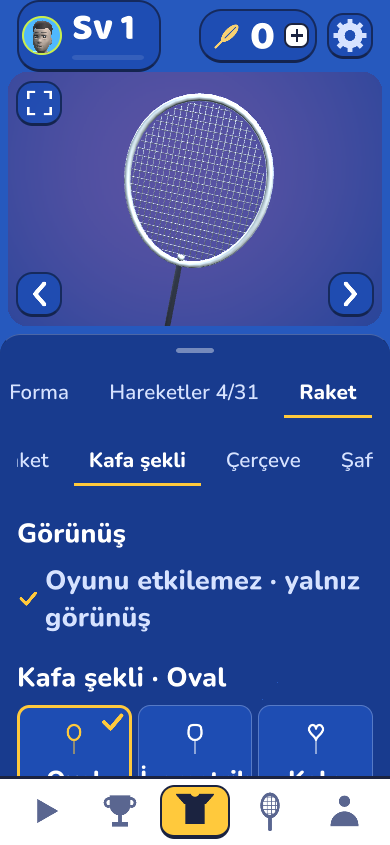 Sv 1
0
Forma
Hareketler 4/31
Raket
Kafa şekli
Çerçeve
Görünüş
Oyunu etkilemez · yalnız
görünüş
Kafa şekli · Oval